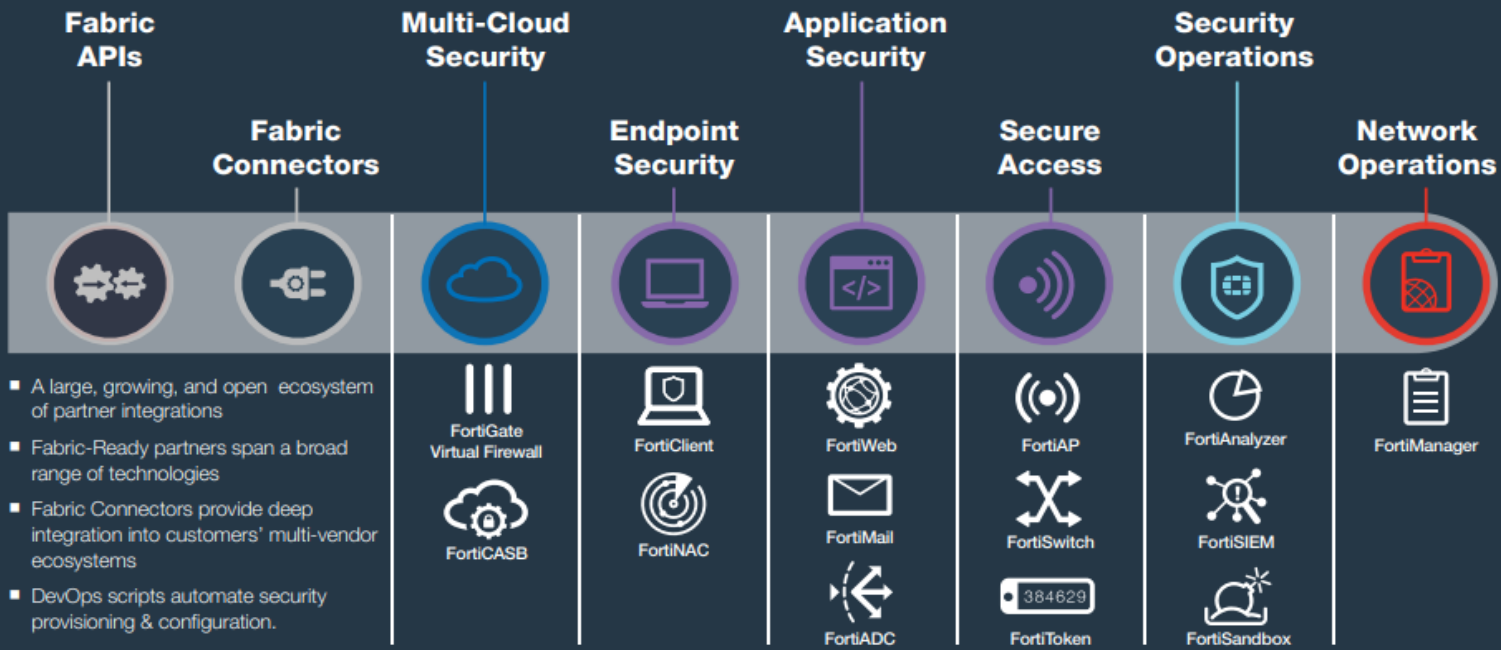 Fabric
APIs
Multi-Cloud
Security
Application
Security
Security
Operations
Fabric
Connectors
Endpoint
Security
Secure
Access
Network
Operations
</>
■ A large, growing, and open ecosystem
of partner integrations
■ Fabric-Ready partners span a broad
range of technologies
■ Fabric Connectors provide deep
integration into customers’ multi-vendor
ecosystems
■ DevOps scripts automate security
provisioning & configuration.
FortiGate
Virtual Firewall
FortiCASB
FortiClient
FortiNAC
FortiWeb
FortiMail
FortiADC
FortiAP
FortiSwitch
384629
FortiToken
FortiAnalyzer
FortiSIEM
FortiSandbox
FortiManager